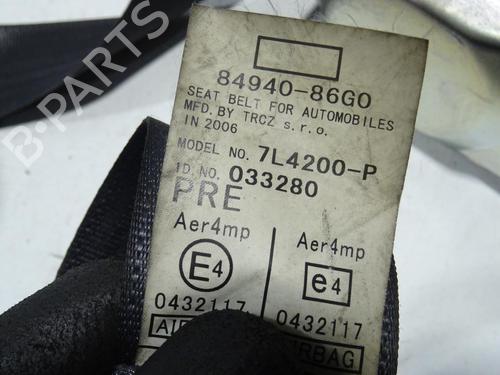 B-PARTS
84940-86G0
SEAT BELT FOR AUTOMOBILES
MFD. BY TRCZ s.r.o.
IN 2006
MODEL NO. 7L4200-P
ID. NO. 033280
PRE
Aer4mp
Aer4mp
E4
e4
0432117
0432117